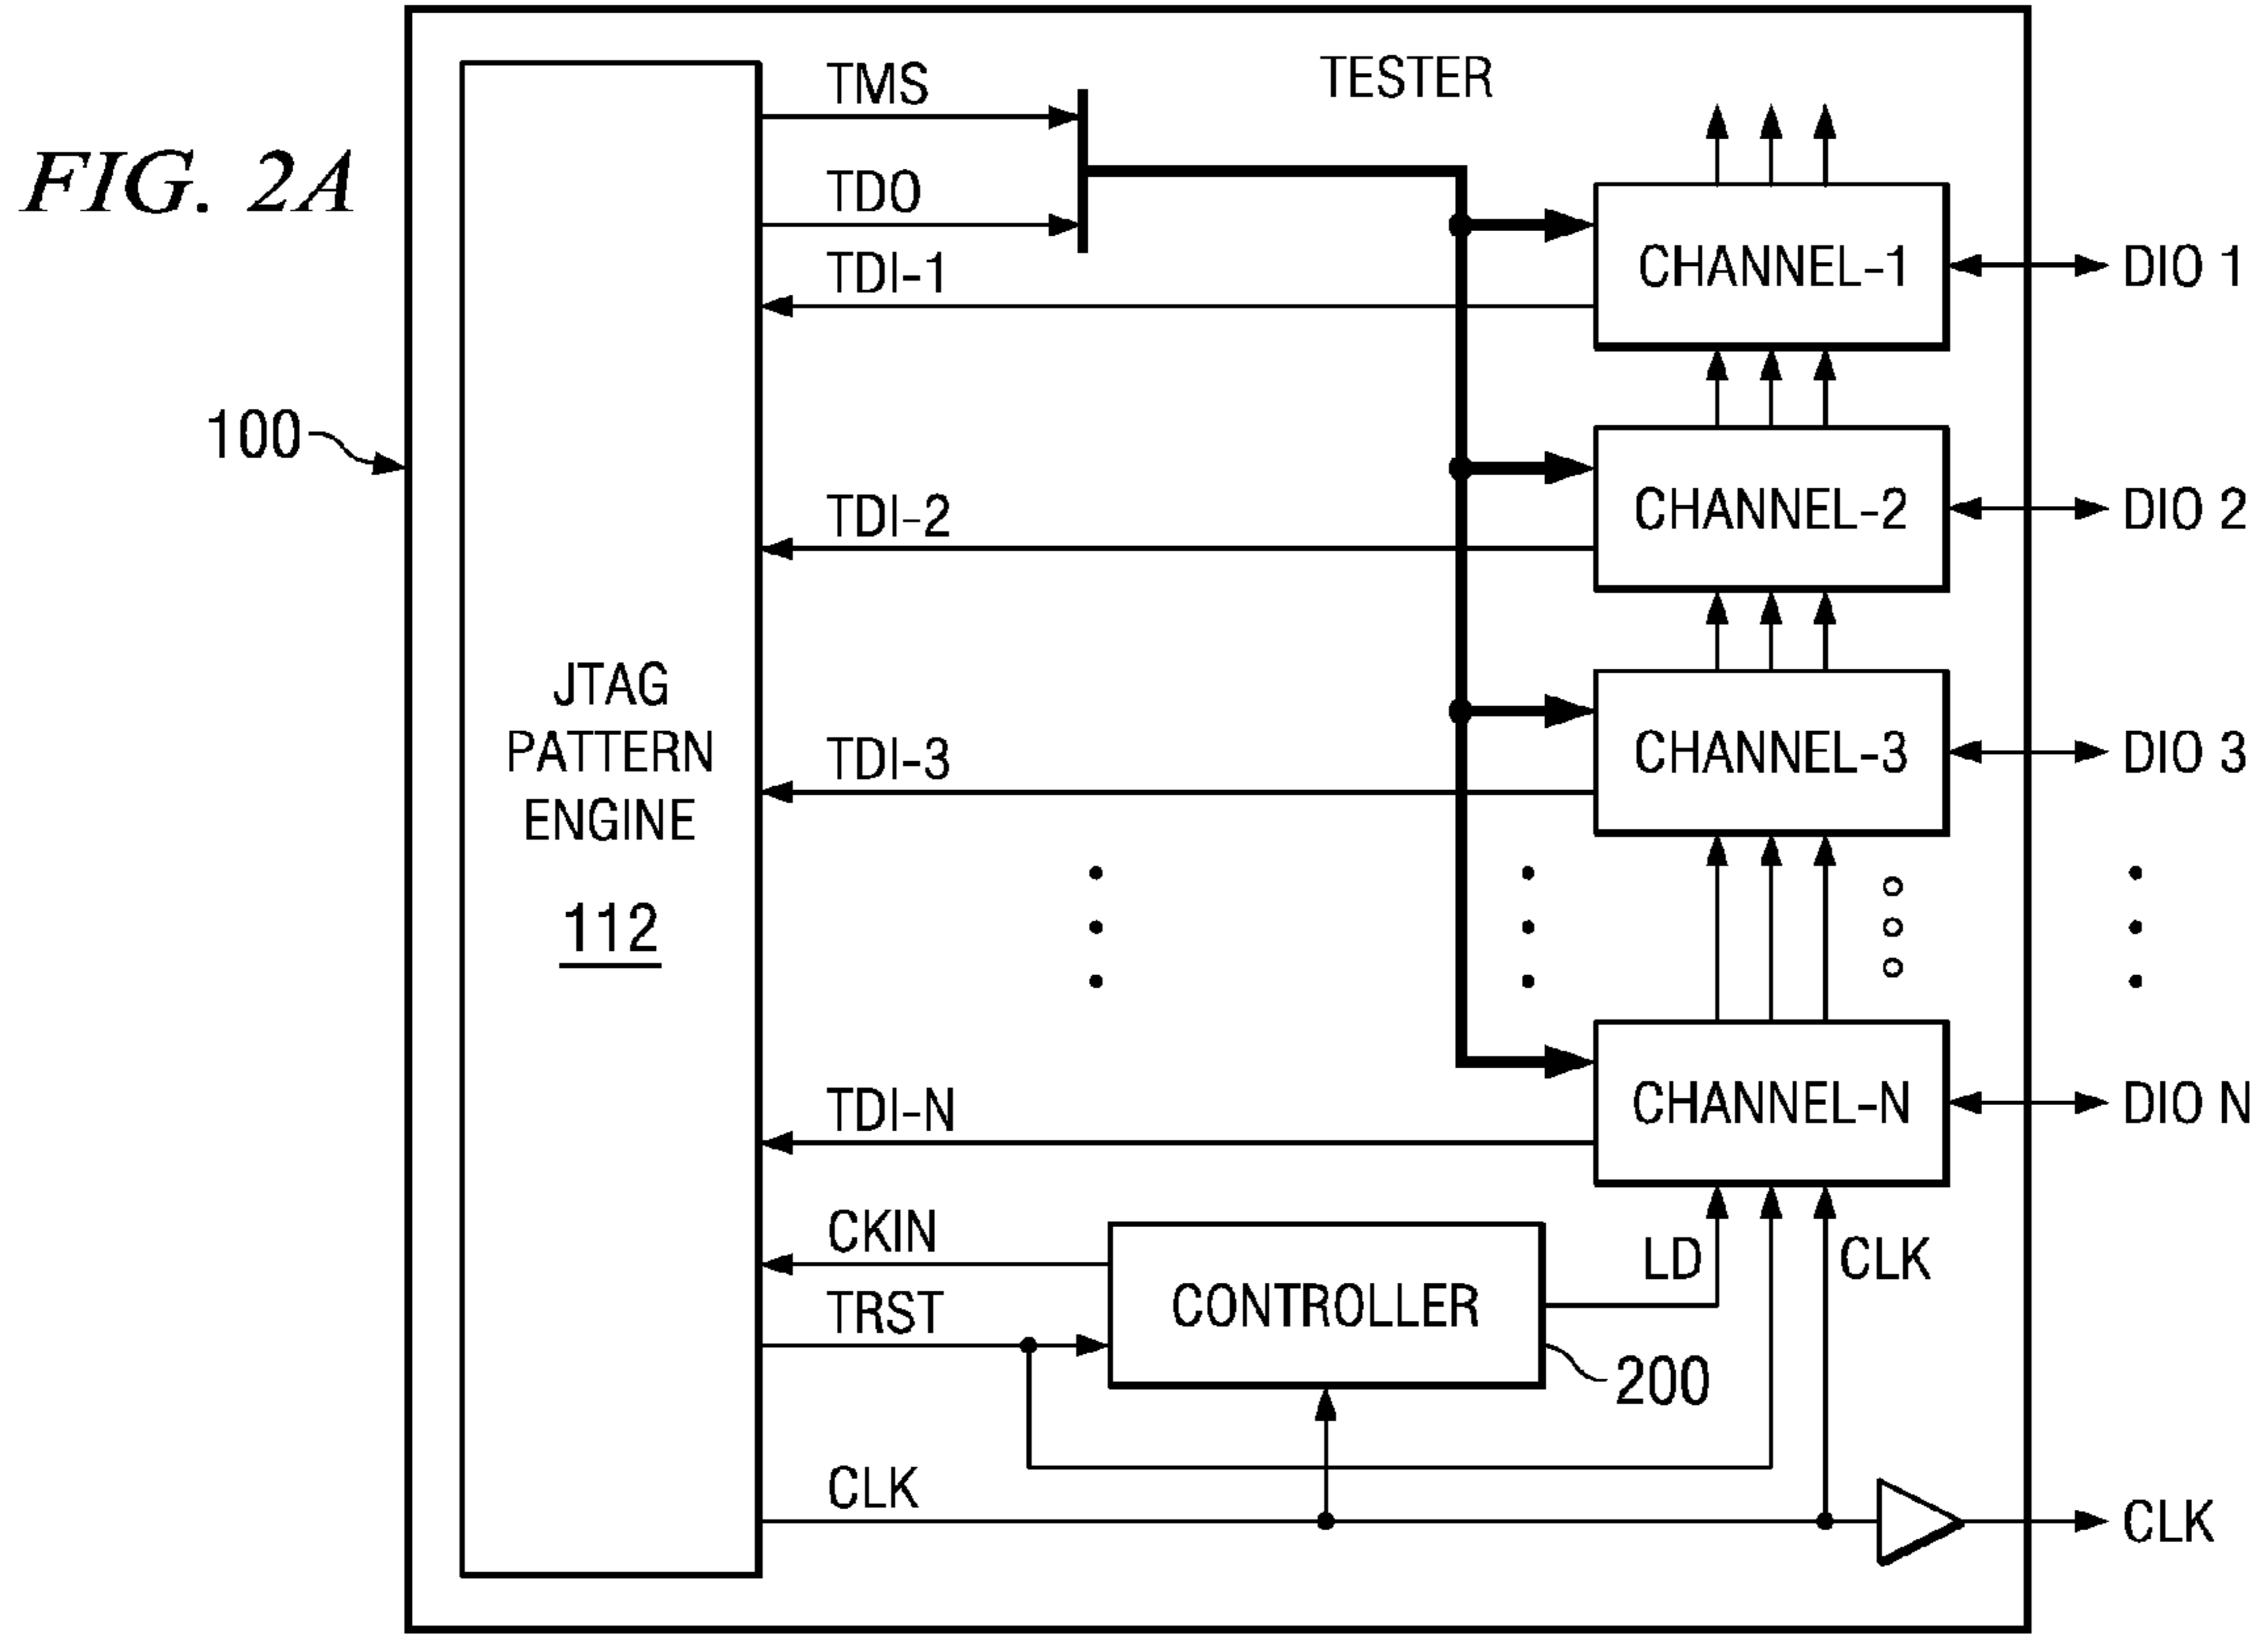 FIG. 2A
TESTER
100
JTAG
PATTERN
ENGINE
112
TMS
TDO
TDI-1
TDI-2
TDI-3
TDI-N
CKIN
TRST
CLK
CHANNEL-1
DIO 1
CHANNEL-2
DIO 2
CHANNEL-3
DIO 3
CHANNEL-N
DIO N
CONTROLLER
200
LD
CLK
CLK